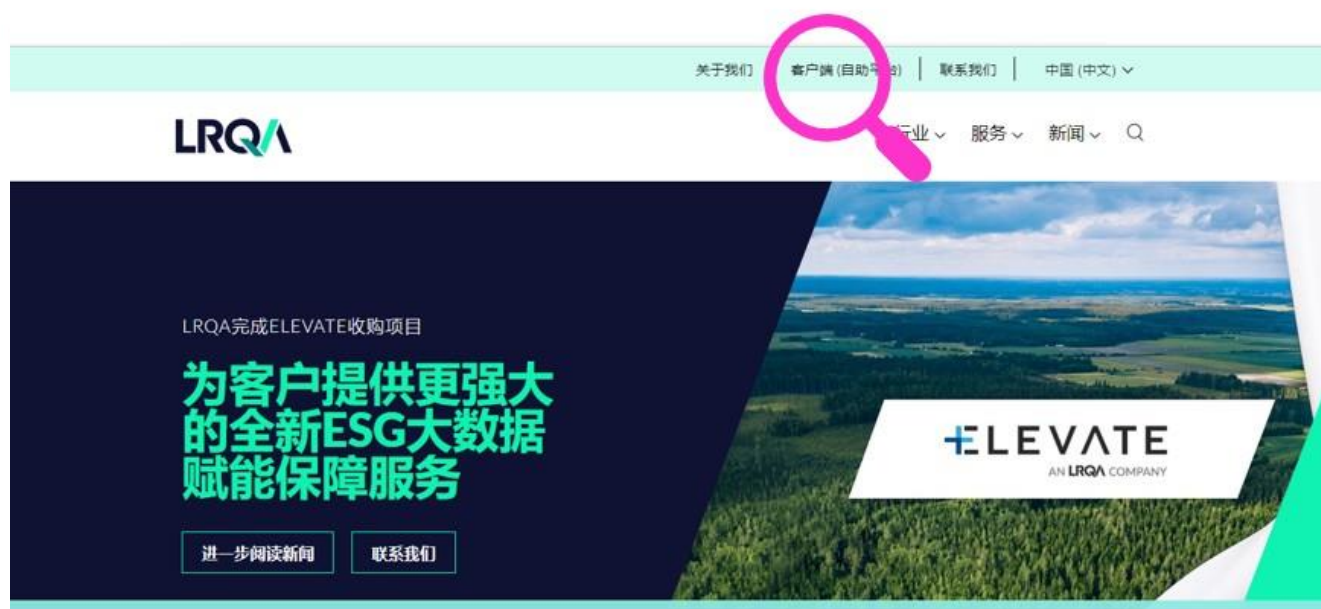 关于我们
客户端 (自助平台)
联系我们
中国 (中文)
LRQA
行业
服务
新闻
LRQA完成ELEVATE收购项目
为客户提供更强大
的全新ESG大数据
赋能保障服务
ELEVATE
AN LRQA COMPANY
进一步阅读新闻
联系我们